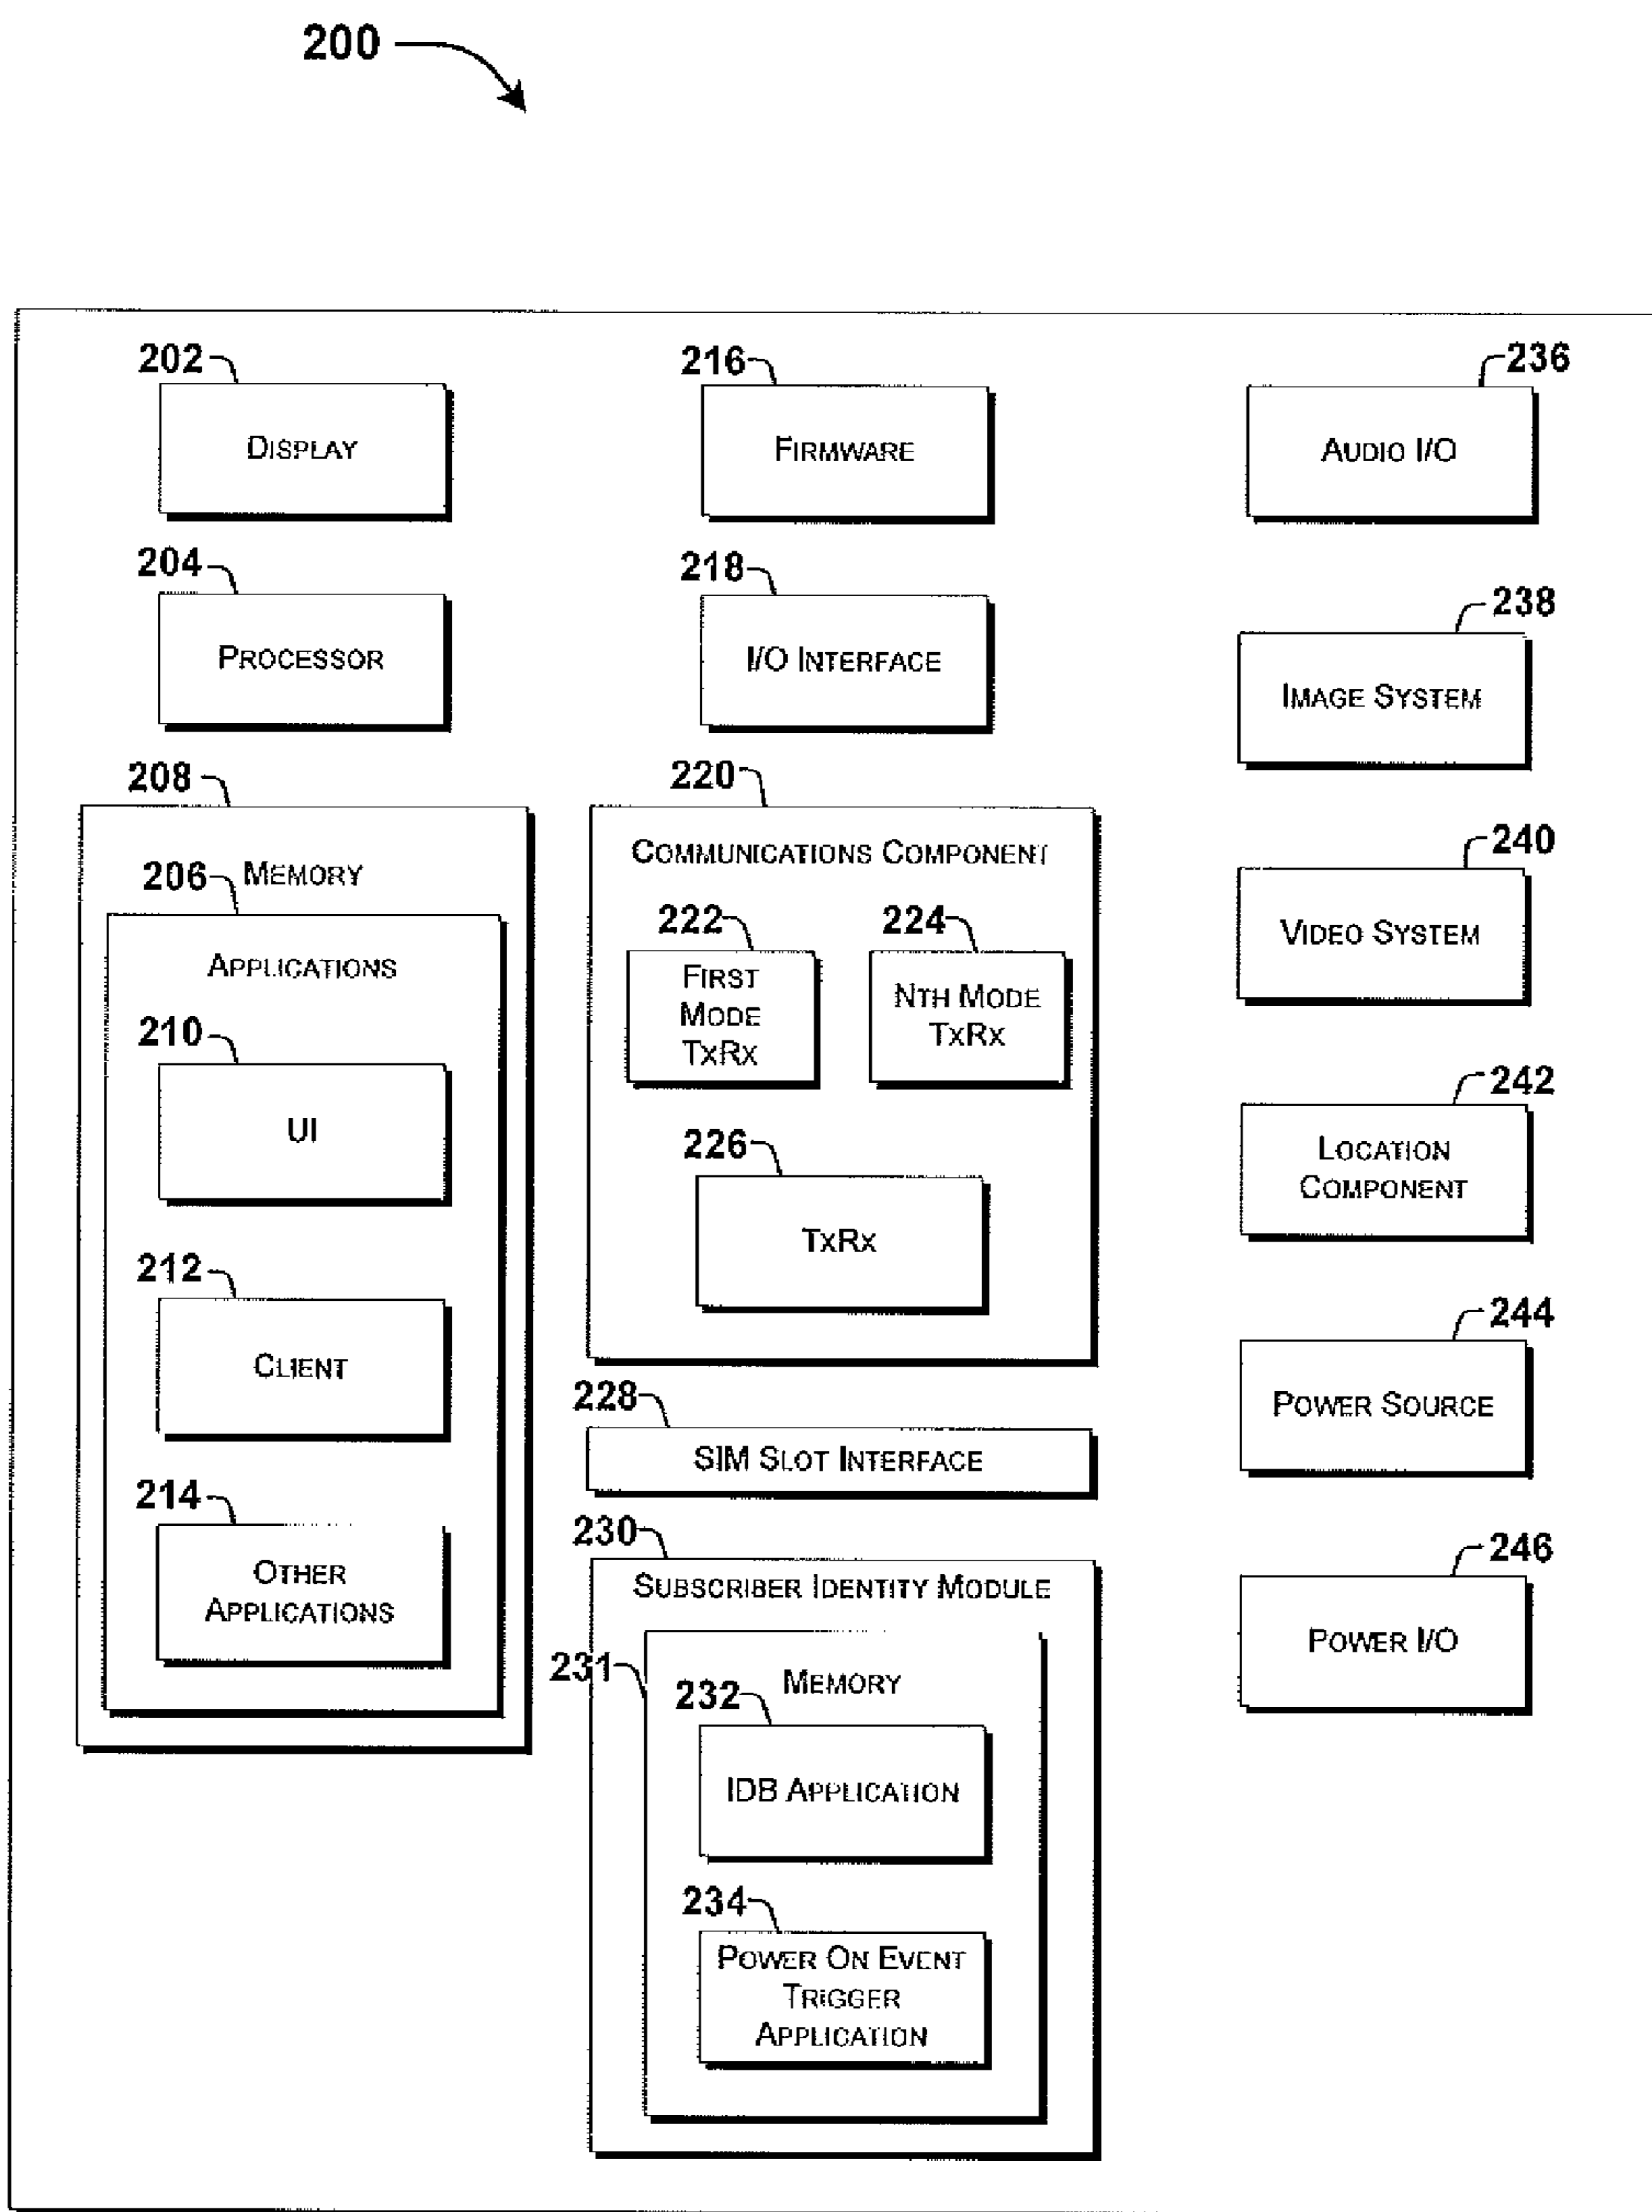 200
202
DISPLAY
204
PROCESSOR
208
MEMORY
206
APPLICATIONS
210
UI
212
CLIENT
214
OTHER
APPLICATIONS
216
FIRMWARE
218
I/O INTERFACE
220
COMMUNICATIONS COMPONENT
222
FIRST
MODE
TXRX
224
NTH MODE
TXRX
226
TXRX
228
SIM SLOT INTERFACE
230
SUBSCRIBER IDENTITY MODULE
231
MEMORY
232
IDB APPLICATION
234
POWER ON EVENT
TRIGGER
APPLICATION
236
AUDIO I/O
238
IMAGE SYSTEM
240
VIDEO SYSTEM
242
LOCATION
COMPONENT
244
POWER SOURCE
246
POWER I/O